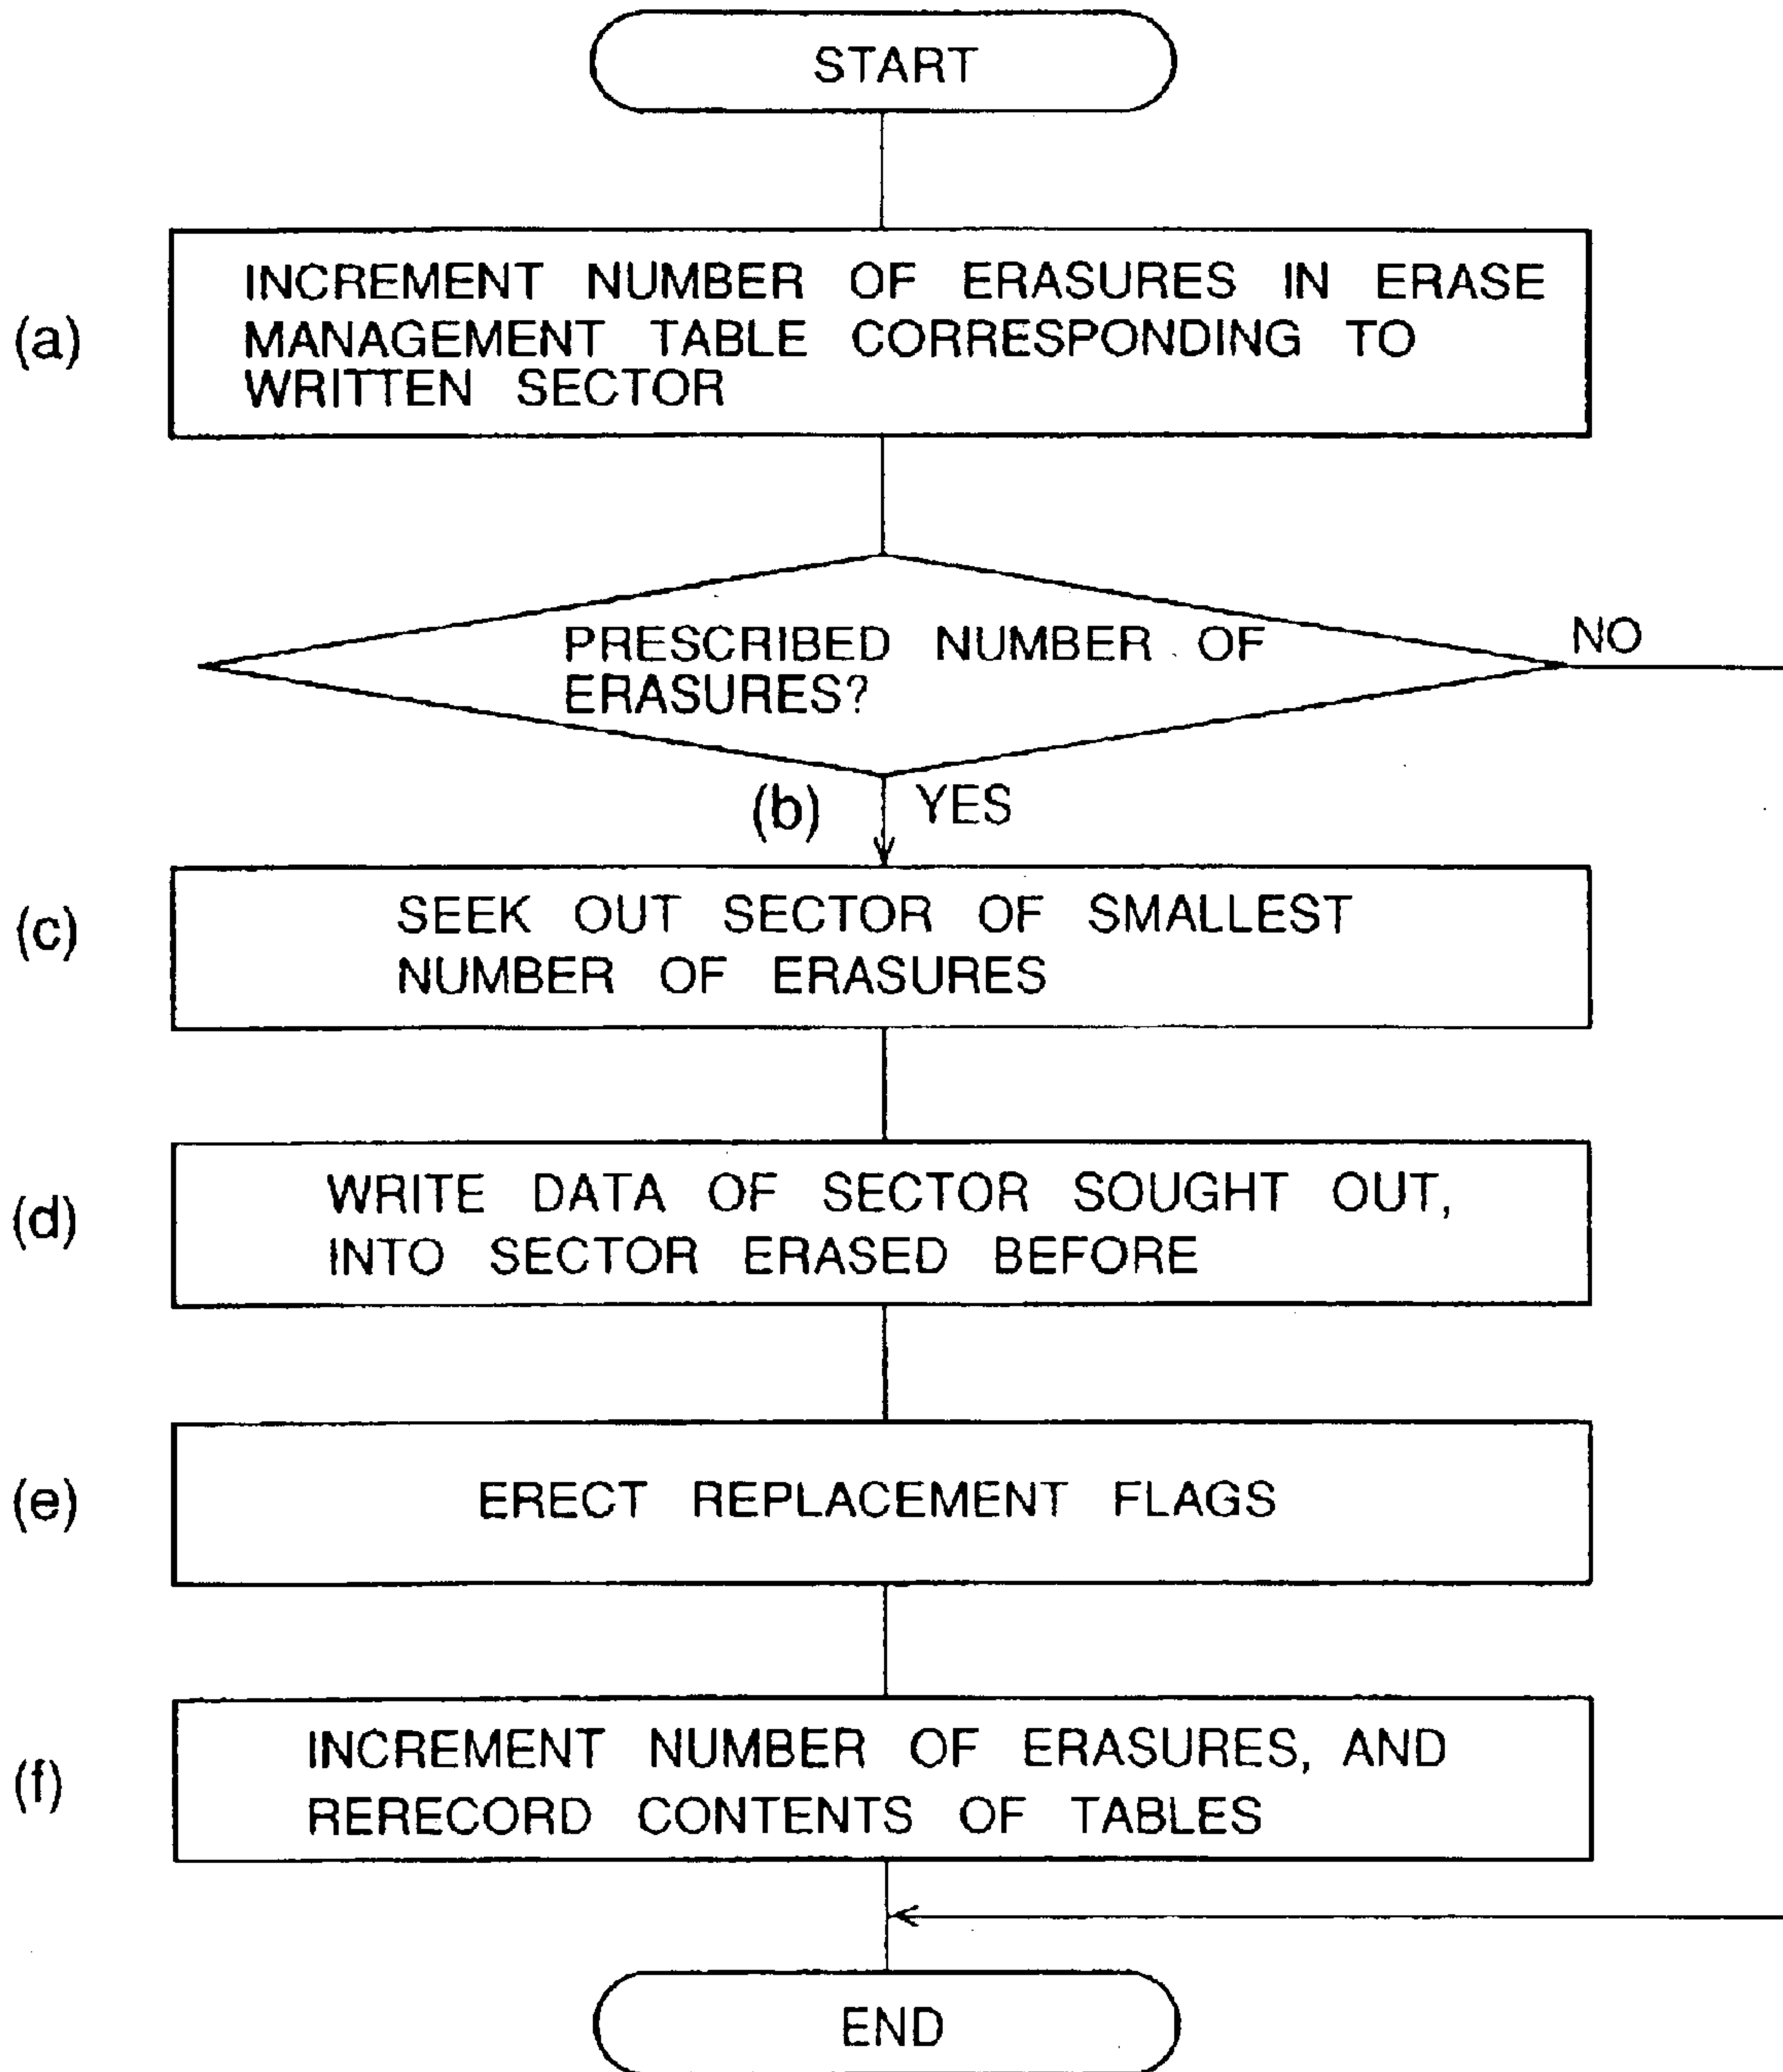 START
(a)
INCREMENT NUMBER OF ERASURES IN ERASE
MANAGEMENT TABLE CORRESPONDING TO
WRITTEN SECTOR
PRESCRIBED NUMBER OF
ERASURES?
NO
(b)
YES
(c)
SEEK OUT SECTOR OF SMALLEST
NUMBER OF ERASURES
(d)
WRITE DATA OF SECTOR SOUGHT OUT,
INTO SECTOR ERASED BEFORE
(e)
ERECT REPLACEMENT FLAGS
(f)
INCREMENT NUMBER OF ERASURES, AND
RERECORD CONTENTS OF TABLES
END